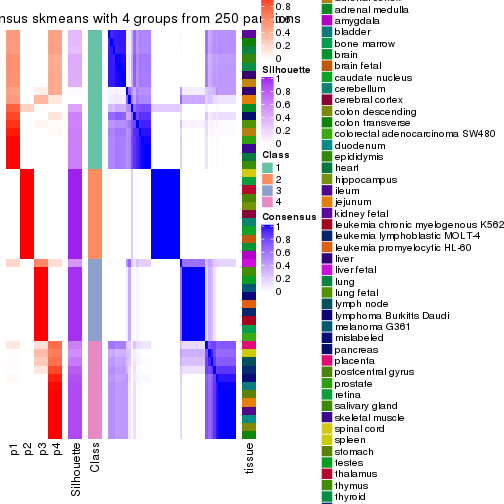 nsus skmeans with 4 groups from 250 partitions
0.8
0.6
0.4
0.2
0
Silhouette
1
0.8
0.6
0.4
0.2
0
Class
1
2
3
4
Consensus
1
0.8
0.6
0.4
0.2
0
p1
p2
p3
p4
Silhouette
Class
tissue
adrenal medulla
amygdala
bladder
bone marrow
brain
brain fetal
caudate nucleus
cerebellum
cerebral cortex
colon descending
colon transverse
colorectal adenocarcinoma SW480
duodenum
epididymis
heart
hippocampus
ileum
jejunum
kidney fetal
leukemia chronic myelogenous K562
leukemia lymphoblastic MOLT-4
leukemia promyelocytic HL-60
liver
liver fetal
lung
lung fetal
lymph node
lymphoma Burkitts Daudi
melanoma G361
mislabeled
pancreas
placenta
postcentral gyrus
prostate
retina
salivary gland
skeletal muscle
spinal cord
spleen
stomach
testes
thalamus
thymus
thyroid